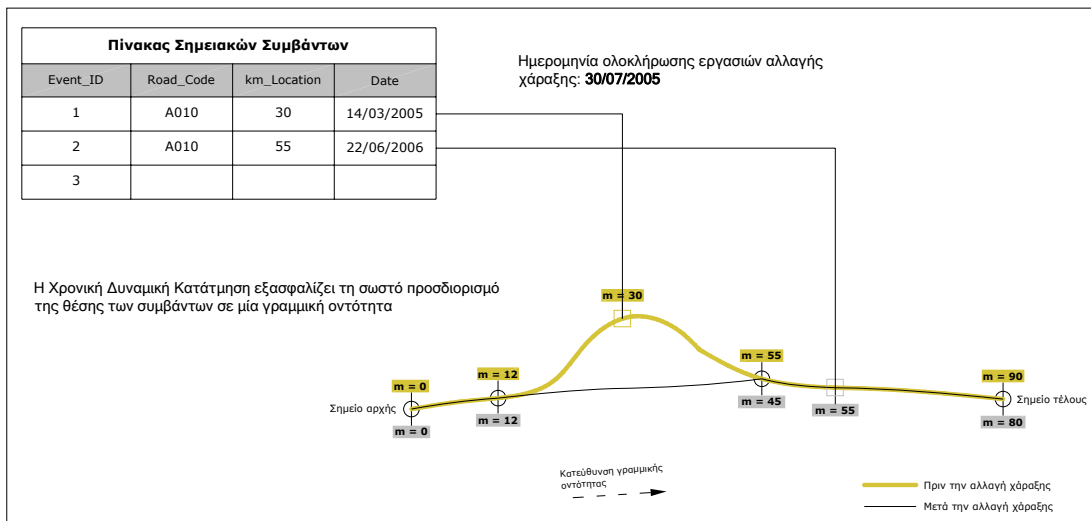 Πίνακας Σημειακών Συμβάντων
Event_ID Road_Code km_Location Date
1 A010 30 14/03/2005
2 A010 55 22/06/2006
3
Ημερομηνία ολοκλήρωσης εργασιών αλλαγής
χάραξης: 30/07/2005
Η Χρονική Δυναμική Κατάτμηση εξασφαλίζει τη σωστό προσδιορισμό
της θέσης των συμβάντων σε μία γραμμική οντότητα
m = 30
m = 55
m = 12
m = 90
m = 0
Σημείο αρχής
Σημείο τέλους
m = 0
m = 12
m = 45
m = 55
m = 80
Κατεύθυνση γραμμικής
οντότητας
Πριν την αλλαγή χάραξης
Μετά την αλλαγή χάραξης